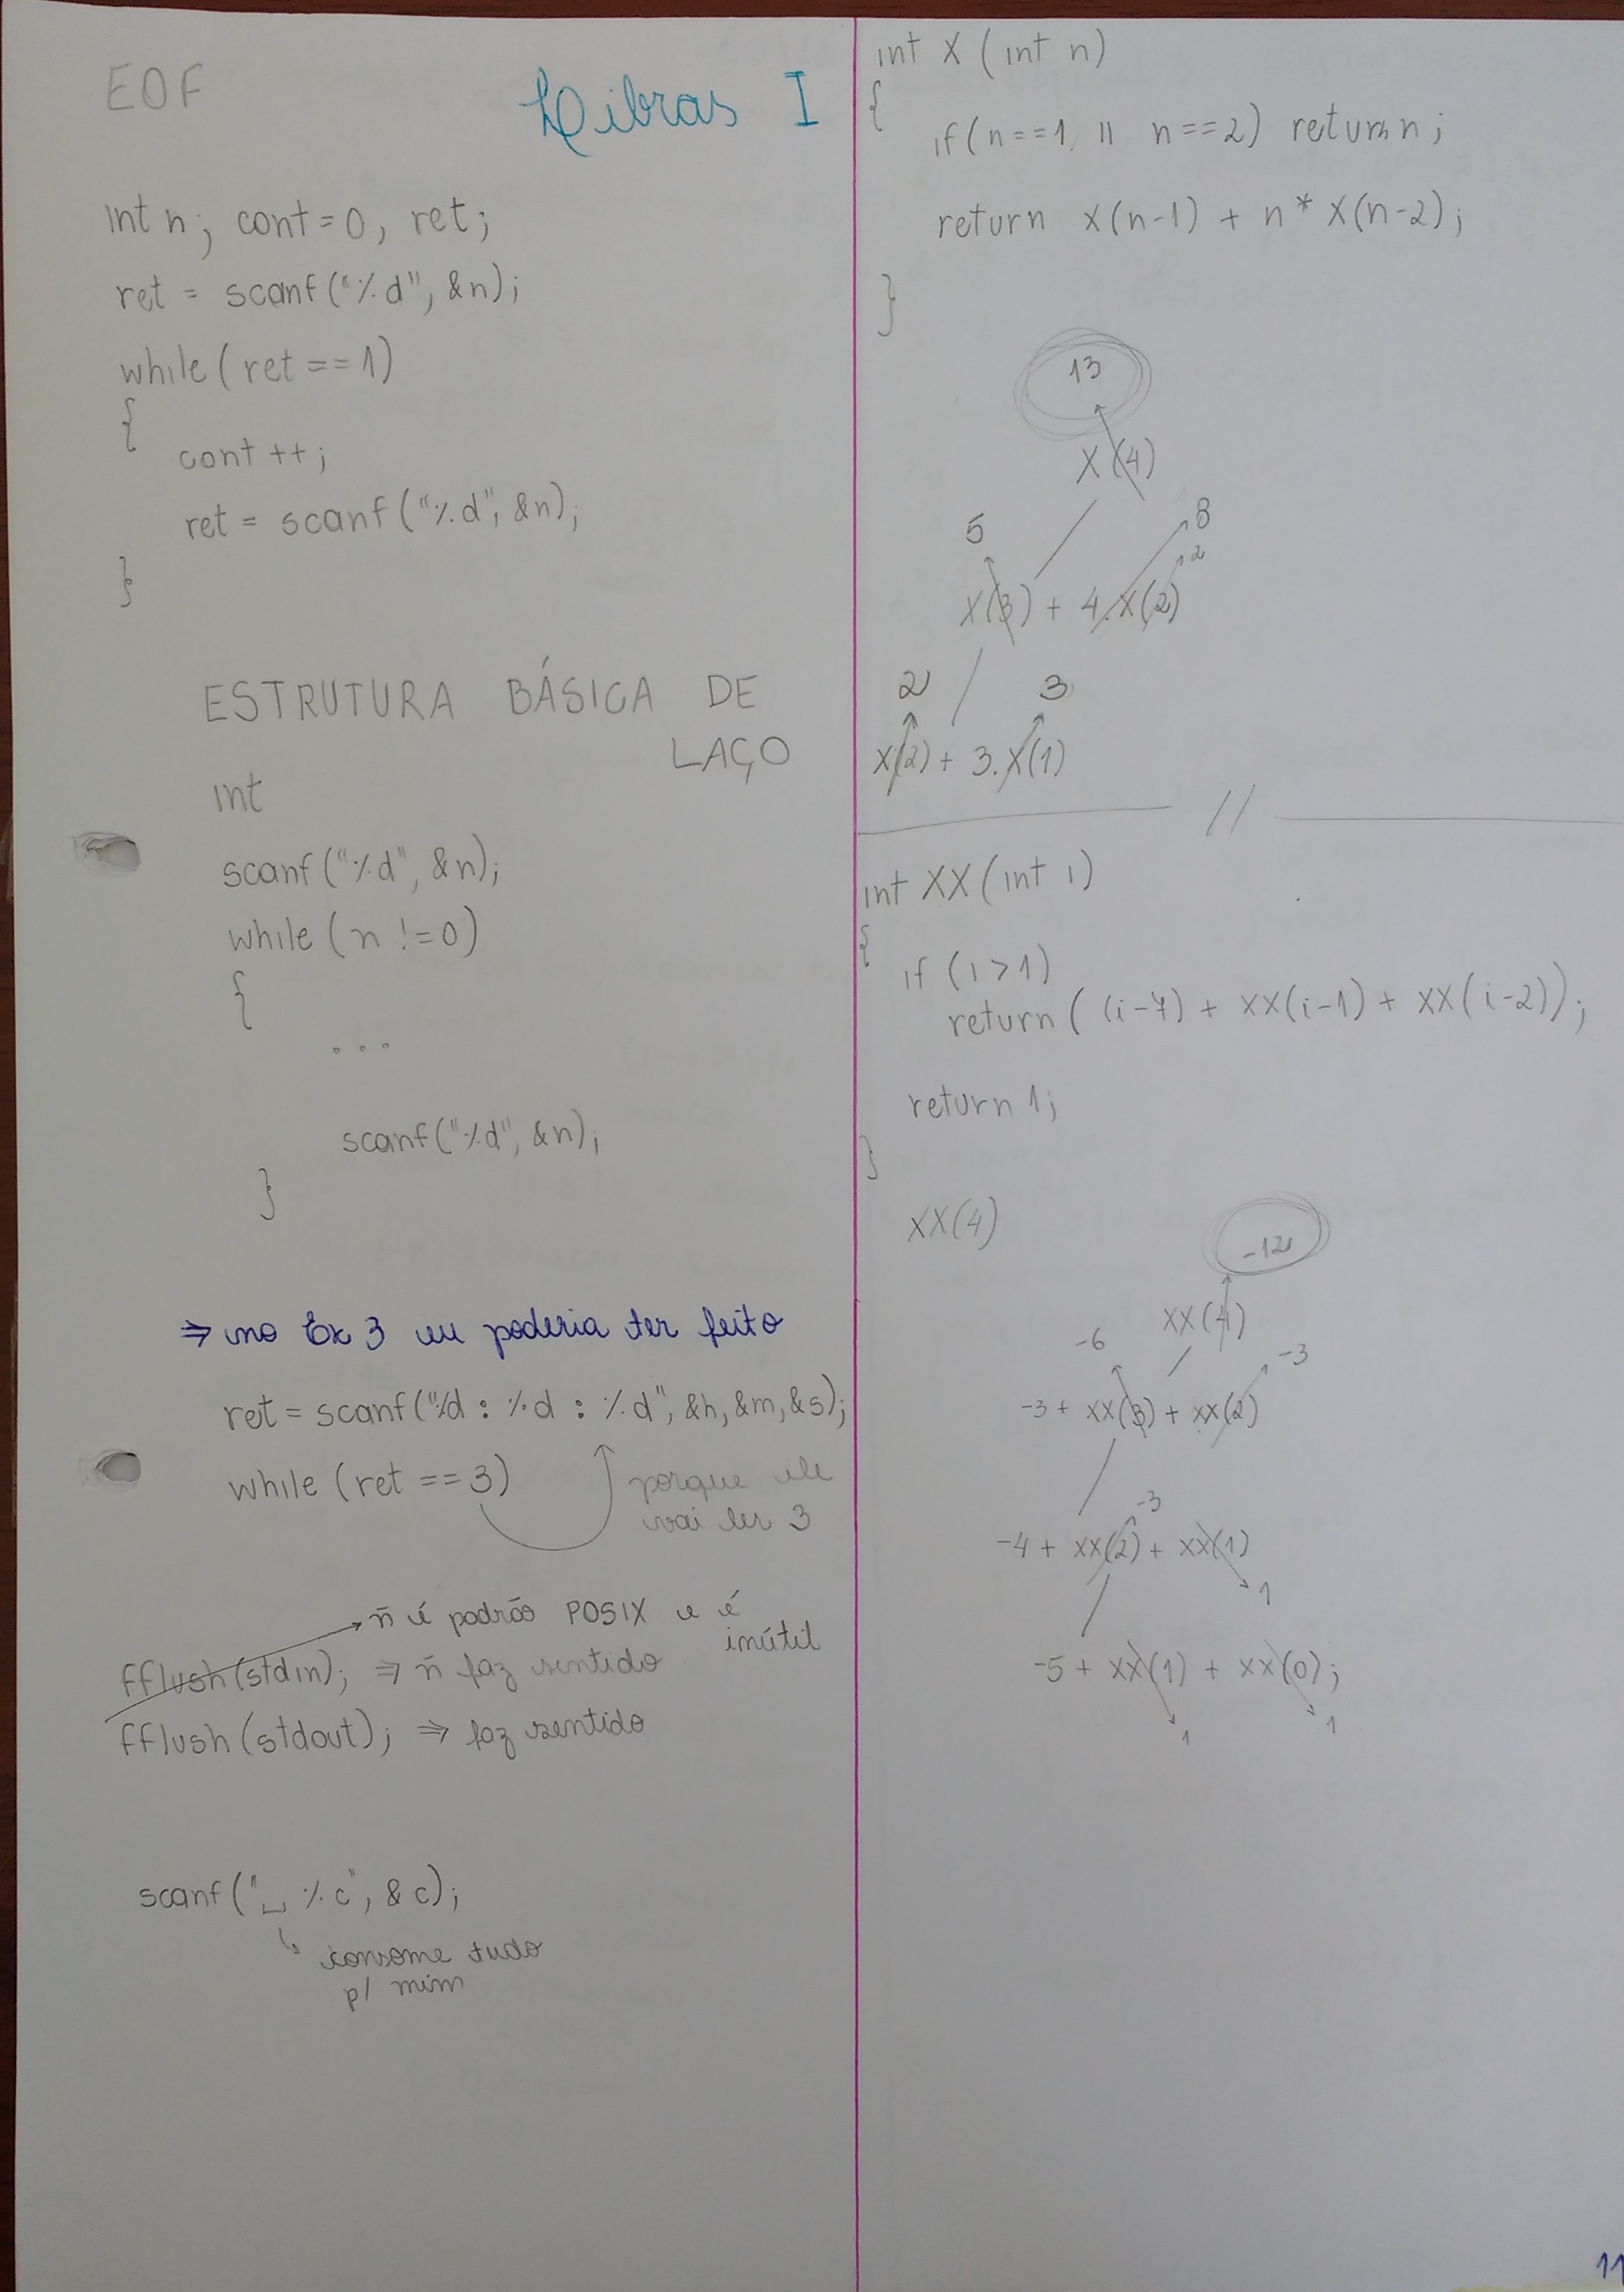 EOF
Libras I
int n; cont = 0, ret;
ret = scanf("%d", &n);
while (ret == 1)
{
cont ++;
ret = scanf("%d", &n);
}
ESTRUTURA BÁSICA DE
LAÇO
int
scanf("%d", &n);
while (n != 0)
{
...
scanf("%d", &n);
}
⇒ no Ex 3 eu poderia ter feito
ret = scanf("%d : %d : %d", &h, &m, &s);
while (ret == 3)
porque ele
vai ler 3
ñ é padrão POSIX e é
inútil
fflush(stdin); ⇒ ñ faz sentido
fflush(stdout); ⇒ faz sentido
scanf("␣ %c", &c);
consome tudo
p/ mim
int X (int n)
{
if (n==1 || n==2) return n;
return X(n-1) + n * X(n-2);
}
13
X(4)
5
8
2
X(3) + 4.X(2)
2
3
X(2) + 3.X(1)
//
int XX (int i)
{
if (i > 1)
return ( (i-7) + XX(i-1) + XX(i-2));
return 1;
}
XX(4)
-12
XX(4)
-6
-3
-3 + XX(3) + XX(2)
-3
-4 + XX(2) + XX(1)
1
-5 + XX(1) + XX(0);
1
1
11